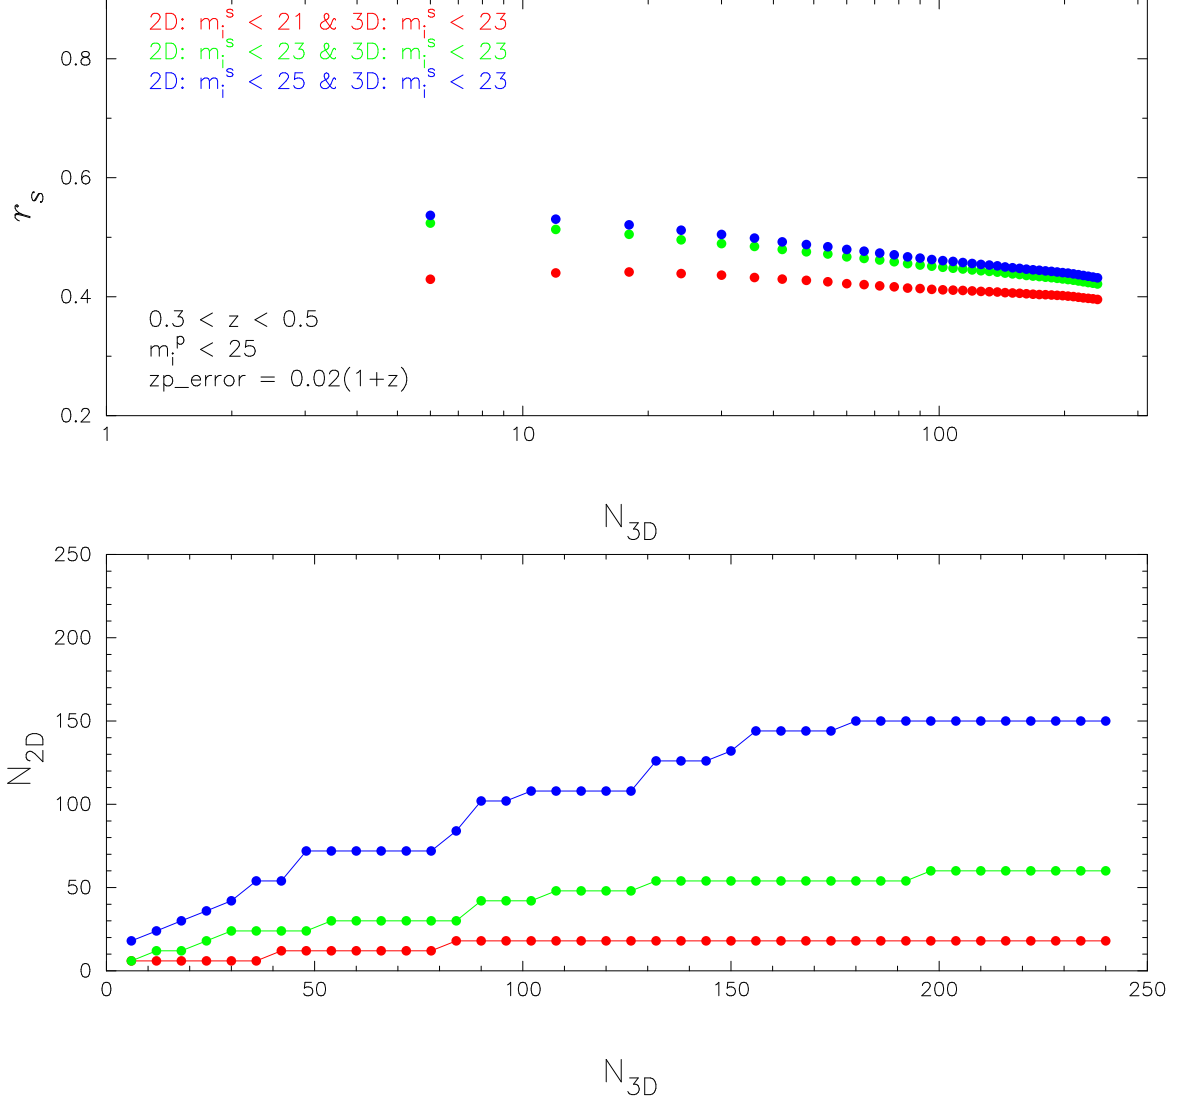 2D: m_i^s < 21 & 3D: m_i^s < 23
2D: m_i^s < 23 & 3D: m_i^s < 23
2D: m_i^s < 25 & 3D: m_i^s < 23
0.8
0.6
r_s
0.4
0.3 < z < 0.5
m_i^p < 25
zp_error = 0.02(1+z)
0.2
1 10 100
N_3D
250
200
150
N_2D
100
50
0
0 50 100 150 200 250
N_3D